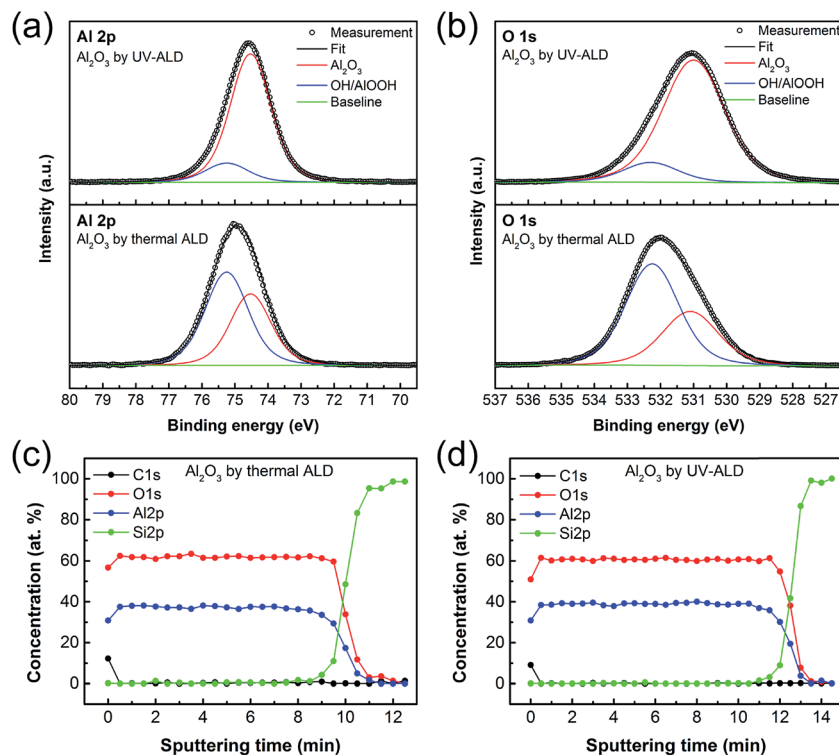 (a)
Al 2p
Al₂O₃ by UV-ALD
Measurement
Fit
Al₂O₃
OH/AlOOH
Baseline
Al 2p
Al₂O₃ by thermal ALD
Intensity (a.u.)
80 79 78 77 76 75 74 73 72 71 70
Binding energy (eV)
(b)
O 1s
Al₂O₃ by UV-ALD
Measurement
Fit
Al₂O₃
OH/AlOOH
Baseline
O 1s
Al₂O₃ by thermal ALD
Intensity (a.u.)
537 536 535 534 533 532 531 530 529 528 527
Binding energy (eV)
(c)
Al₂O₃ by thermal ALD
C1s
O1s
Al2p
Si2p
Concentration (at. %)
100
80
60
40
20
0
0 2 4 6 8 10 12
Sputtering time (min)
(d)
Al₂O₃ by UV-ALD
C1s
O1s
Al2p
Si2p
Concentration (at. %)
100
80
60
40
20
0
0 2 4 6 8 10 12 14
Sputtering time (min)